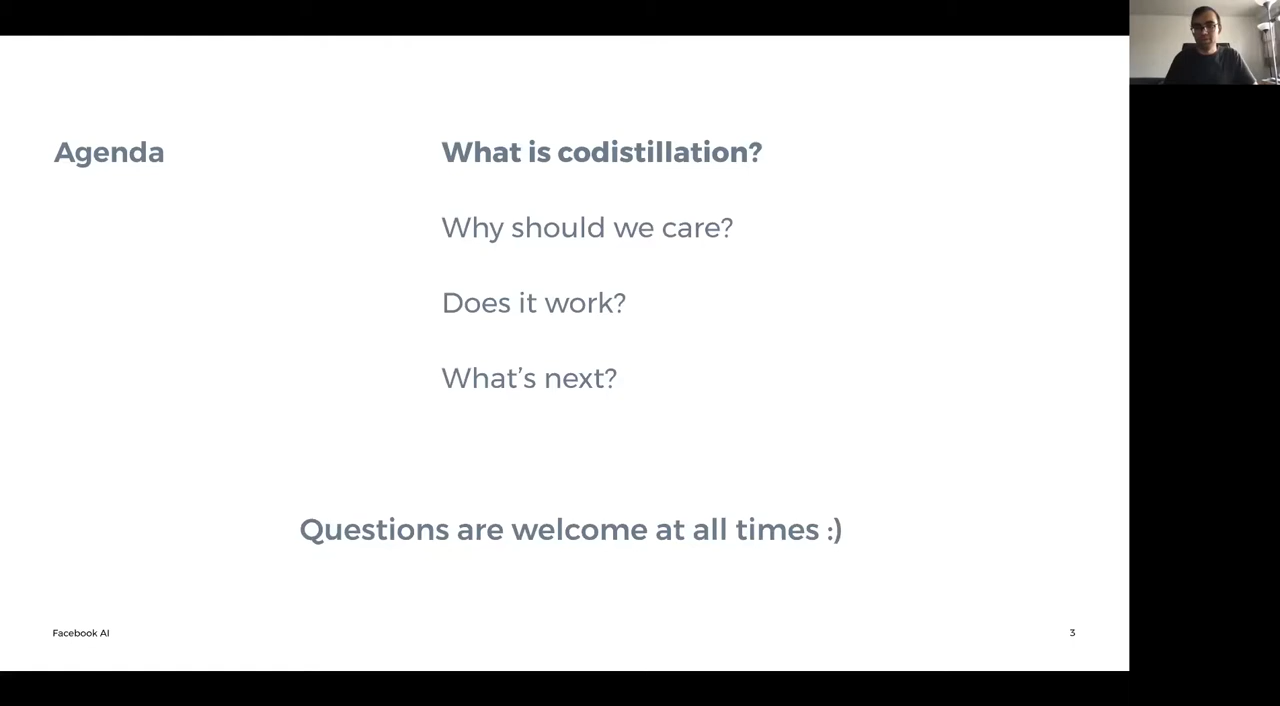 Agenda
What is codistillation?
Why should we care?
Does it work?
What’s next?
Questions are welcome at all times :)
Facebook AI
3